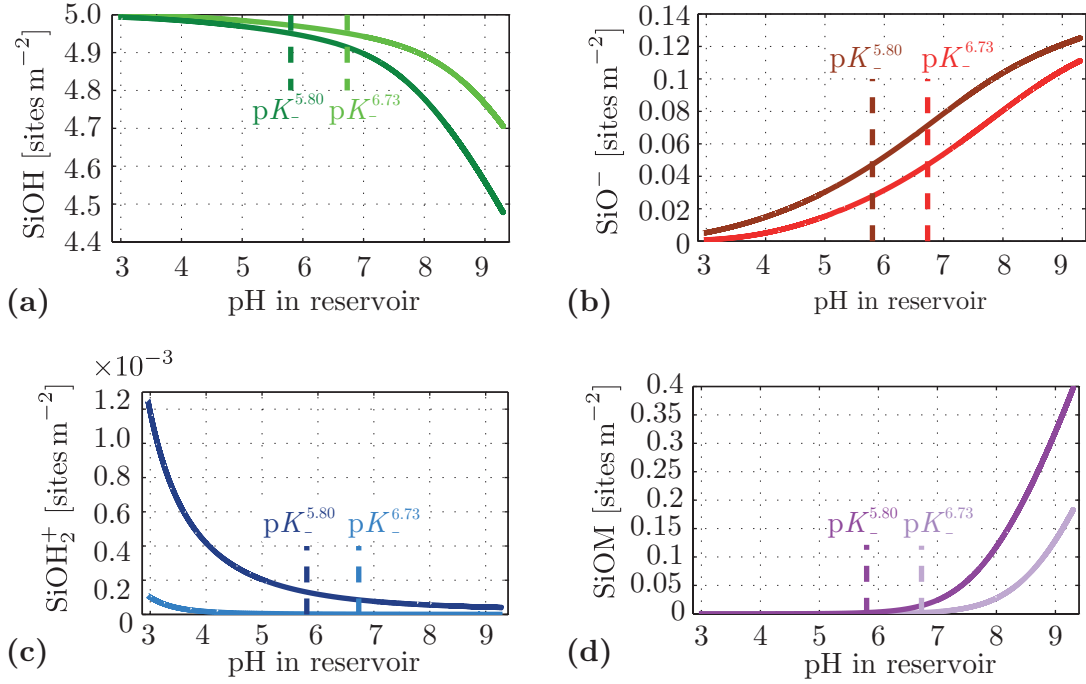 5.0
4.9
4.8
4.7
4.6
4.5
4.4
SiOH [sites m⁻²]
pK₋^5.80 pK₋^6.73
3 4 5 6 7 8 9
pH in reservoir
(a)
0.14
0.12
0.10
0.08
0.06
0.04
0.02
0
SiO⁻ [sites m⁻²]
pK₋^5.80 pK₋^6.73
3 4 5 6 7 8 9
pH in reservoir
(b)
×10⁻³
1.2
1.0
0.8
0.6
0.4
0.2
0
SiOH₂⁺ [sites m⁻²]
pK₋^5.80 pK₋^6.73
3 4 5 6 7 8 9
pH in reservoir
(c)
0.4
0.35
0.3
0.25
0.2
0.15
0.1
0.05
0
SiOM [sites m⁻²]
pK₋^5.80 pK₋^6.73
3 4 5 6 7 8 9
pH in reservoir
(d)